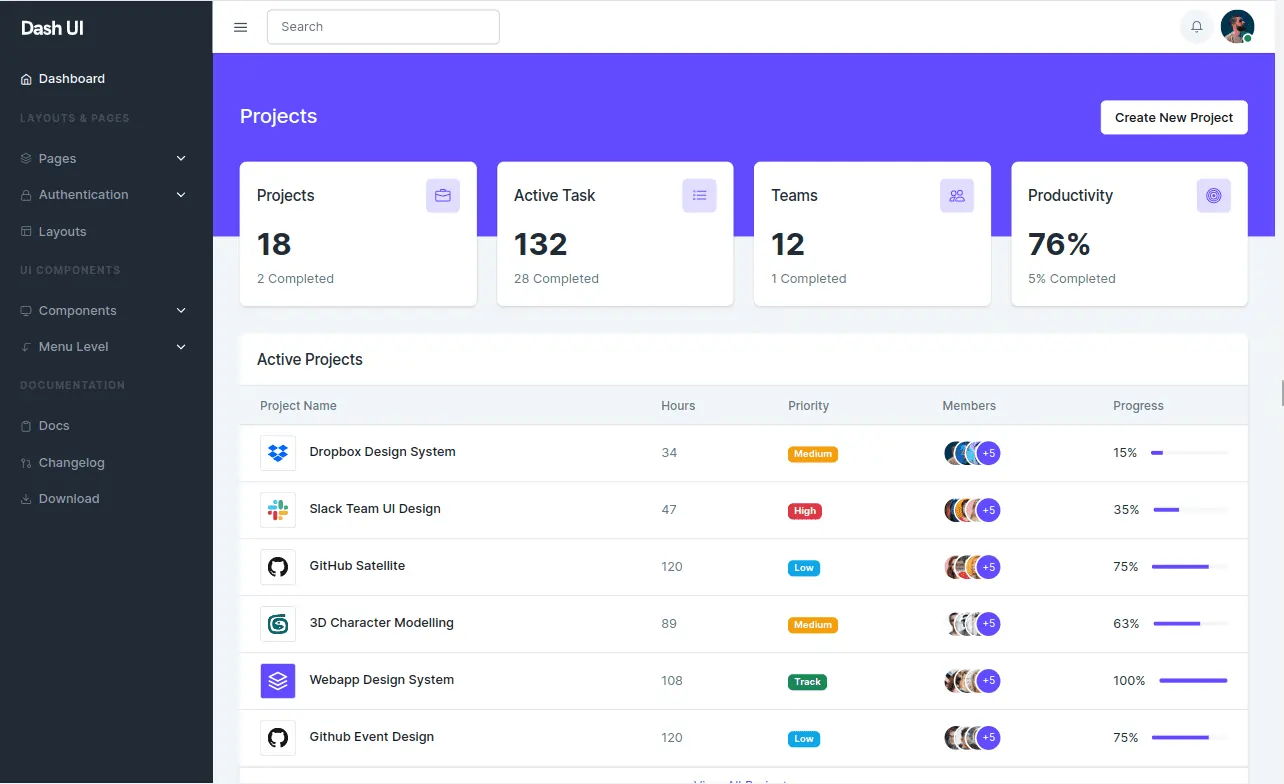 Dash UI
Search
Dashboard
LAYOUTS & PAGES
Pages
Authentication
Layouts
UI COMPONENTS
Components
Menu Level
DOCUMENTATION
Docs
Changelog
Download
Projects
Create New Project
Projects
18
2 Completed
Active Task
132
28 Completed
Teams
12
1 Completed
Productivity
76%
5% Completed
Active Projects
Project Name Hours Priority Members Progress
Dropbox Design System 34 Medium +5 15%
Slack Team UI Design 47 High +5 35%
GitHub Satellite 120 Low +5 75%
3D Character Modelling 89 Medium +5 63%
Webapp Design System 108 Track +5 100%
Github Event Design 120 Low +5 75%